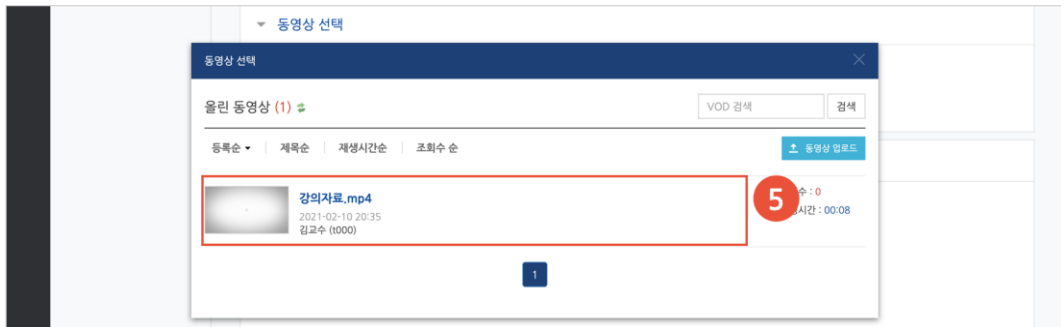 동영상 선택
동영상 선택
올린 동영상 (1)
VOD 검색
검색
등록순
제목순
재생시간순
조회수 순
동영상 업로드
강의자료.mp4
2021-02-10 20:35
김교수 (t000)
5
수 : 0
시간 : 00:08
1